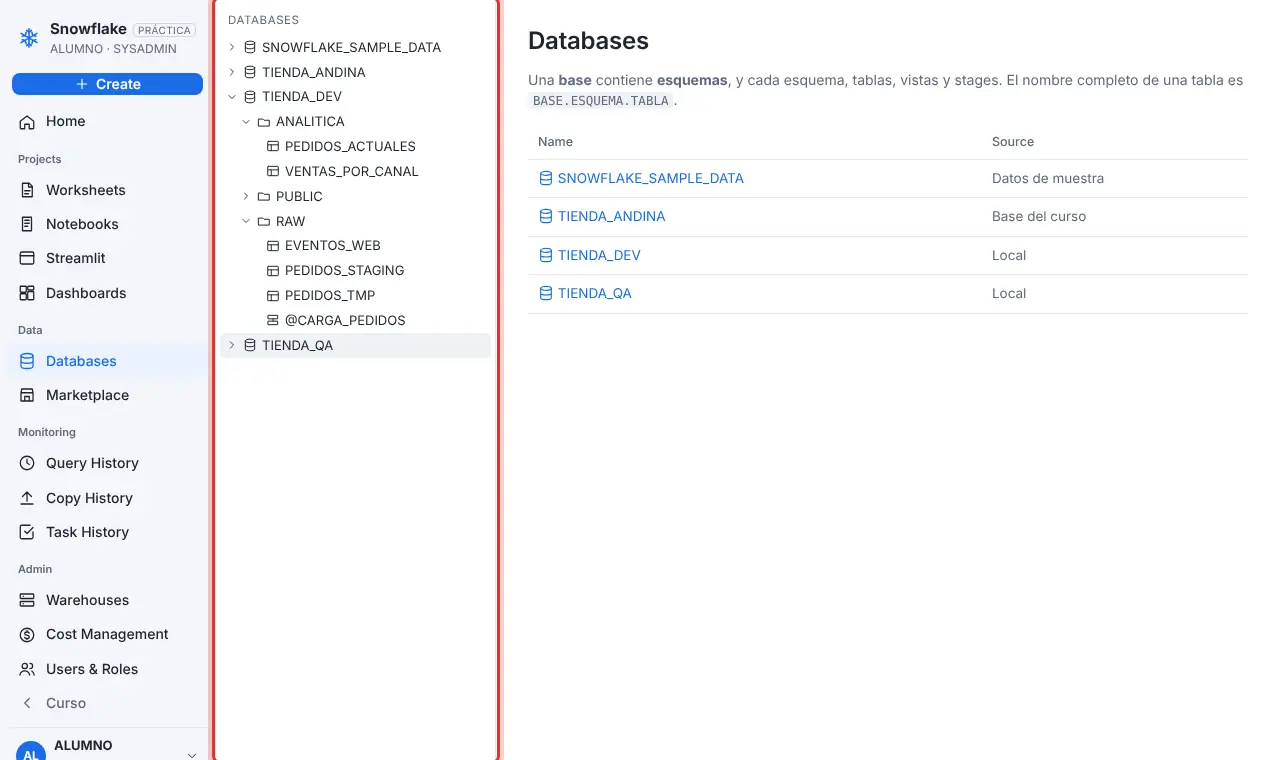 Snowflake PRÁCTICA
ALUMNO · SYSADMIN
+ Create
Home
Projects
Worksheets
Notebooks
Streamlit
Dashboards
Data
Databases
Marketplace
Monitoring
Query History
Copy History
Task History
Admin
Warehouses
Cost Management
Users & Roles
Curso
AL
ALUMNO
DATABASES
SNOWFLAKE_SAMPLE_DATA
TIENDA_ANDINA
TIENDA_DEV
ANALITICA
PEDIDOS_ACTUALES
VENTAS_POR_CANAL
PUBLIC
RAW
EVENTOS_WEB
PEDIDOS_STAGING
PEDIDOS_TMP
@CARGA_PEDIDOS
TIENDA_QA
Databases
Una base contiene esquemas, y cada esquema, tablas, vistas y stages. El nombre completo de una tabla es
BASE.ESQUEMA.TABLA.
Name Source
SNOWFLAKE_SAMPLE_DATA Datos de muestra
TIENDA_ANDINA Base del curso
TIENDA_DEV Local
TIENDA_QA Local